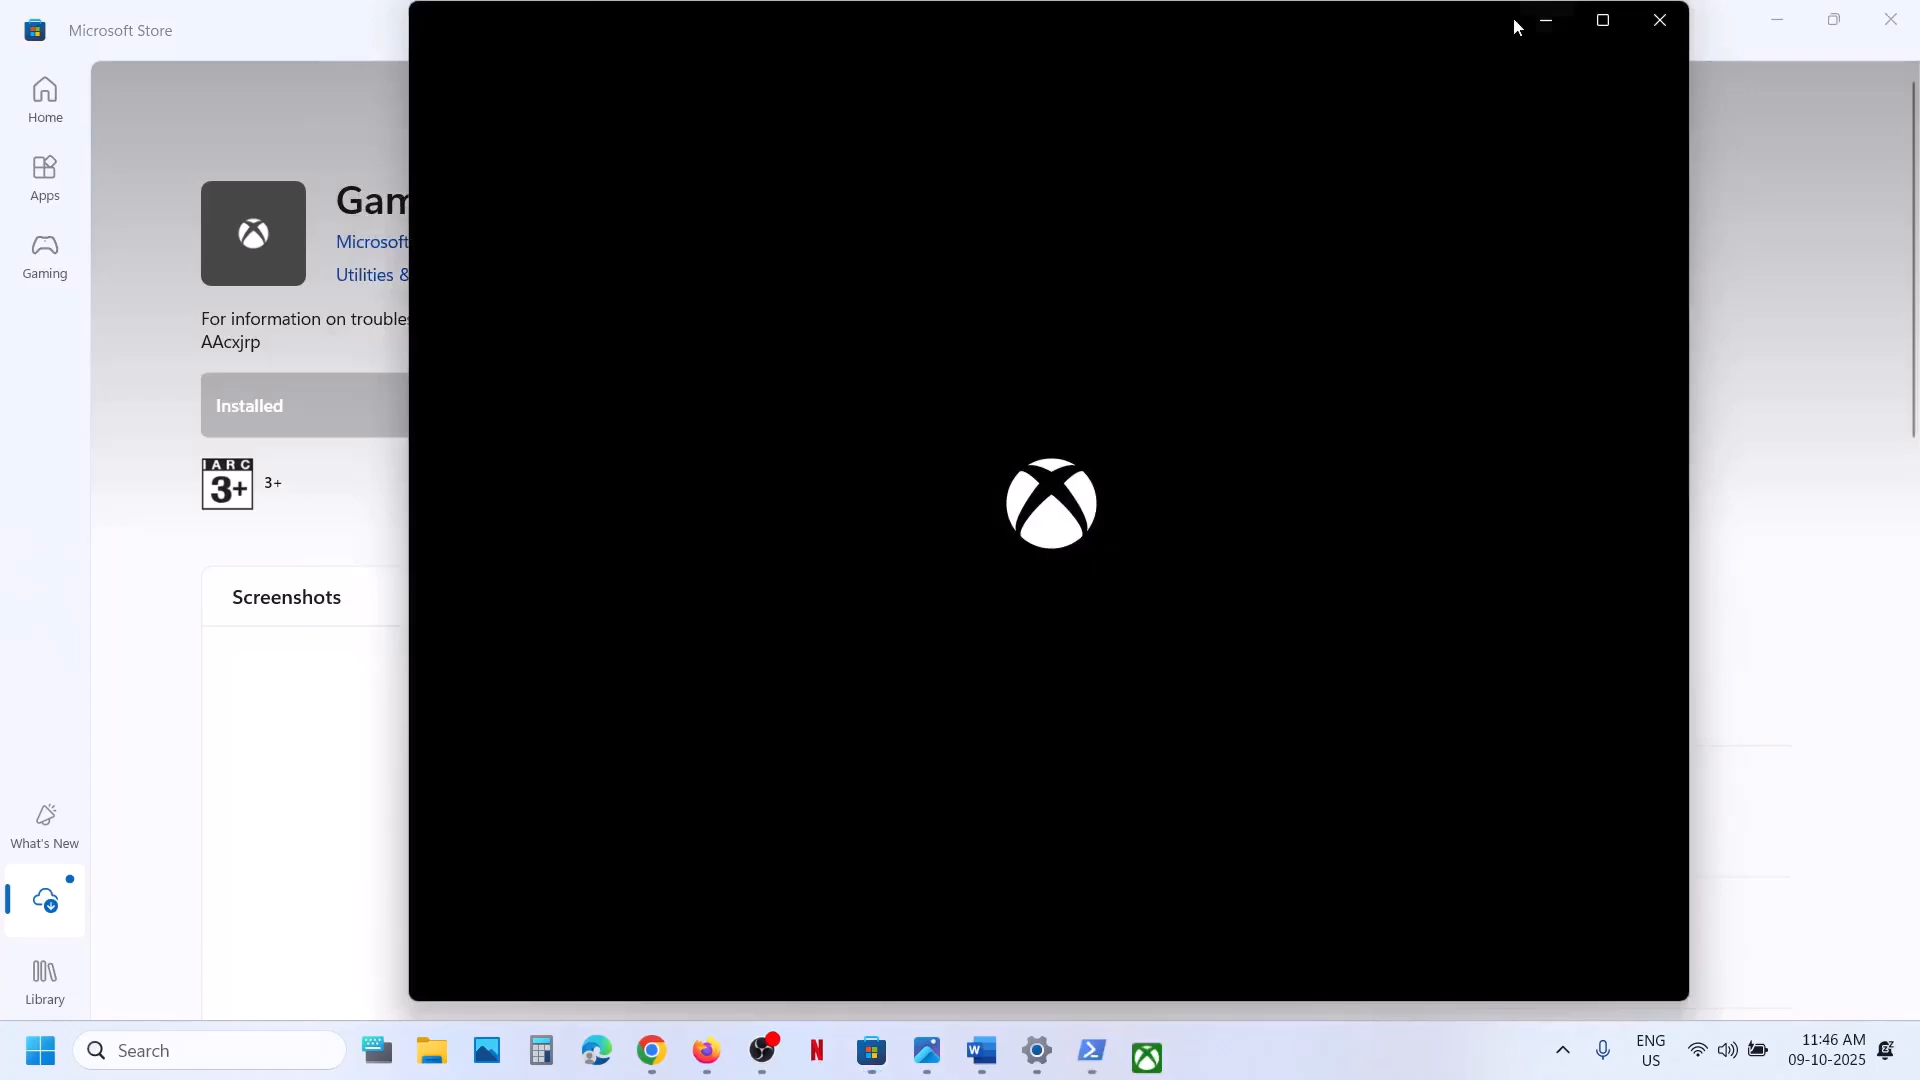 Microsoft Store
Home
Apps
Gaming
Gam
Microsoft
Utilities &
For information on troubles
AAcxjrp
Installed
IARC
3+
3+
Screenshots
What's New
Library
Search
ENG
US
11:46 AM
09-10-2025